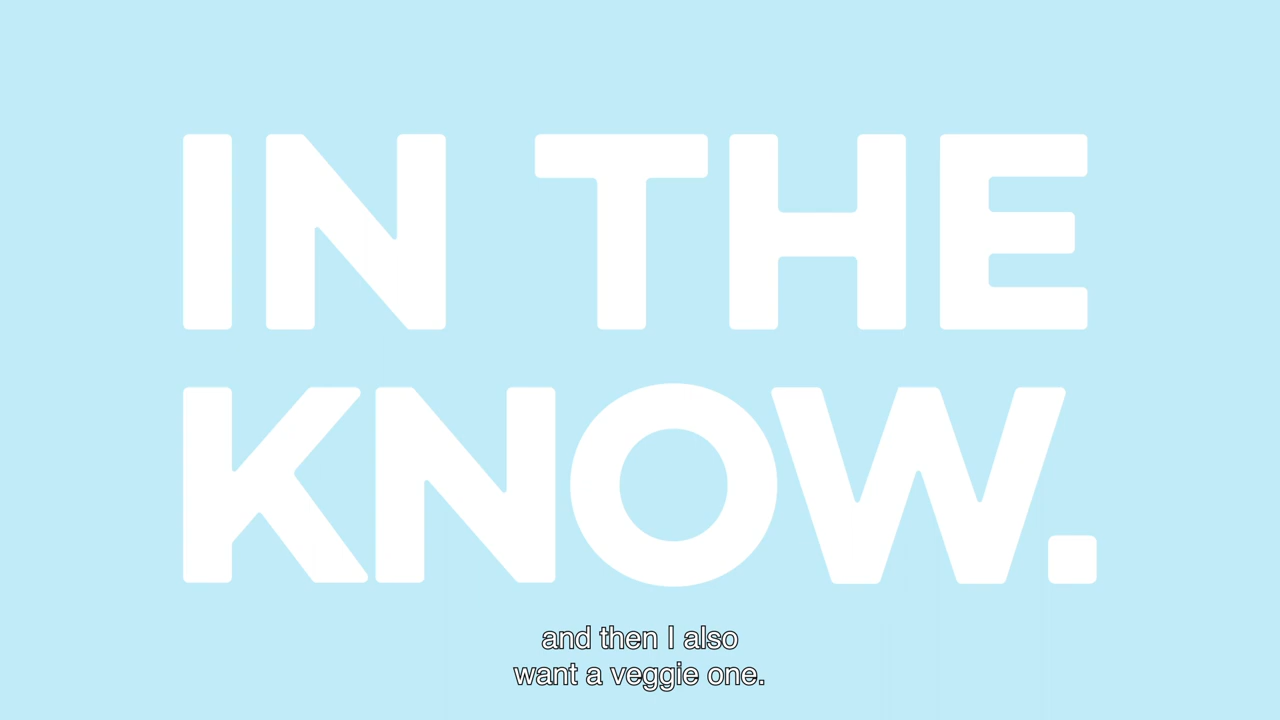 IN THE
KNOW.
and then I also
want a veggie one.